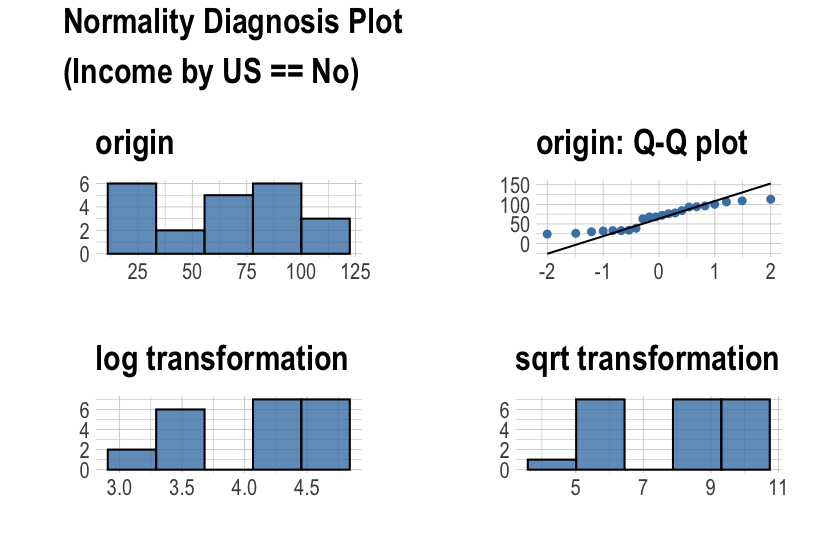 Normality Diagnosis Plot
(Income by US == No)
origin
6
4
2
0
25 50 75 100 125
origin: Q-Q plot
150
100
50
0
-2 -1 0 1 2
log transformation
6
4
2
0
3.0 3.5 4.0 4.5
sqrt transformation
6
4
2
0
5 7 9 11